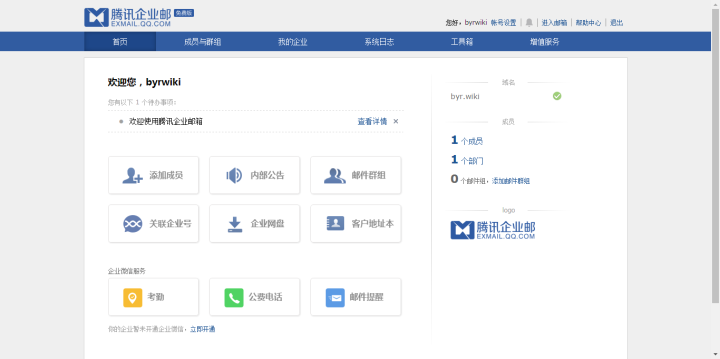 腾讯企业邮 免费版
EXMAIL.QQ.COM
您好，byrwiki 帐号设置 | | 进入邮箱 | 帮助中心 | 退出
首页 成员与群组 我的企业 系统日志 工具箱 增值服务
欢迎您，byrwiki
您有以下 1 个待办事项：
欢迎使用腾讯企业邮箱 查看详情 ×
添加成员 内部公告 邮件群组
关联企业号 企业网盘 客户地址本
企业微信服务
考勤 公费电话 邮件提醒
你的企业暂未开通企业微信，立即开通
域名
byr.wiki
成员
1 个成员
1 个部门
0 个邮件组，添加邮件群组
logo
腾讯企业邮
EXMAIL.QQ.COM